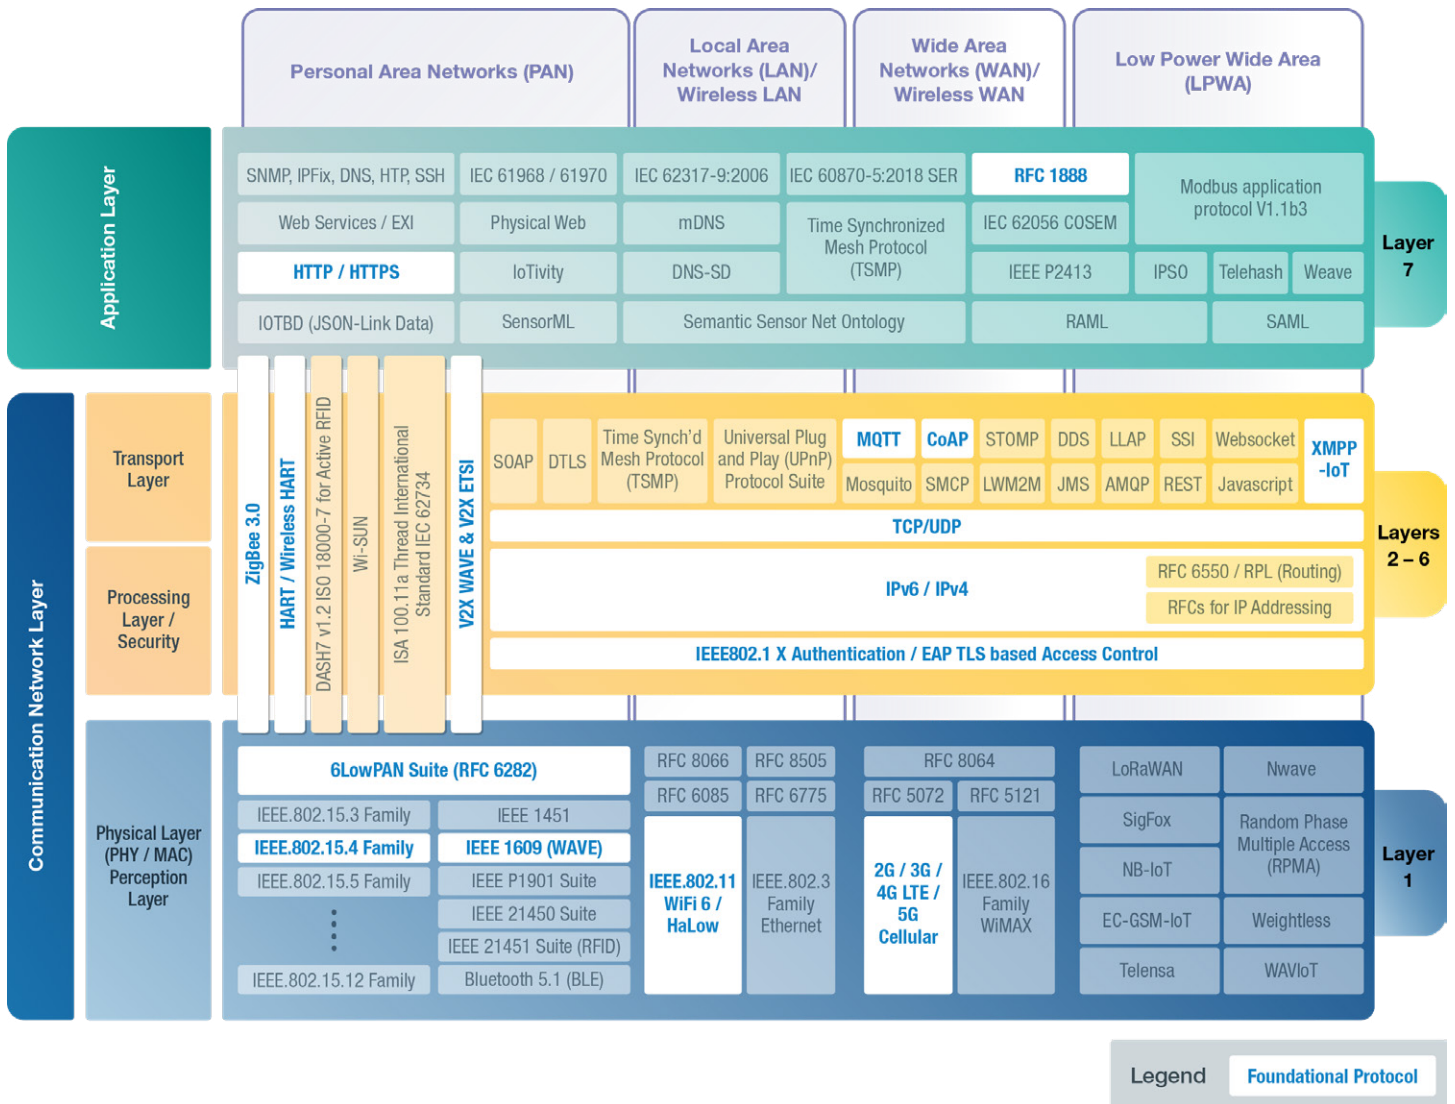 Personal Area Networks (PAN)
Local Area
Networks (LAN)/
Wireless LAN
Wide Area
Networks (WAN)/
Wireless WAN
Low Power Wide Area
(LPWA)
Application Layer
SNMP, IPFix, DNS, HTP, SSH
IEC 61968 / 61970
IEC 62317-9:2006
IEC 60870-5:2018 SER
RFC 1888
Modbus application
protocol V1.1b3
Web Services / EXI
Physical Web
mDNS
Time Synchronized
Mesh Protocol
(TSMP)
IEC 62056 COSEM
HTTP / HTTPS
IoTivity
DNS-SD
IEEE P2413
IPSO
Telehash
Weave
IOTBD (JSON-Link Data)
SensorML
Semantic Sensor Net Ontology
RAML
SAML
Layer
7
Communication Network Layer
Transport
Layer
Processing
Layer /
Security
ZigBee 3.0
HART / Wireless HART
DASH7 v1.2 ISO 18000-7 for Active RFID
Wi-SUN
ISA 100.11a Thread International
Standard IEC 62734
V2X WAVE & V2X ETSI
SOAP
DTLS
Time Synch'd
Mesh Protocol
(TSMP)
Universal Plug
and Play (UPnP)
Protocol Suite
MQTT
CoAP
STOMP
DDS
LLAP
SSI
Websocket
XMPP
-IoT
Mosquito
SMCP
LWM2M
JMS
AMQP
REST
Javascript
TCP/UDP
IPv6 / IPv4
RFC 6550 / RPL (Routing)
RFCs for IP Addressing
IEEE802.1 X Authentication / EAP TLS based Access Control
Layers
2 – 6
Physical Layer
(PHY / MAC)
Perception
Layer
6LowPAN Suite (RFC 6282)
IEEE.802.15.3 Family
IEEE 1451
IEEE.802.15.4 Family
IEEE 1609 (WAVE)
IEEE.802.15.5 Family
IEEE P1901 Suite
IEEE 21450 Suite
IEEE 21451 Suite (RFID)
IEEE.802.15.12 Family
Bluetooth 5.1 (BLE)
RFC 8066
RFC 8505
RFC 6085
RFC 6775
IEEE.802.11
WiFi 6 /
HaLow
IEEE.802.3
Family
Ethernet
RFC 8064
RFC 5072
RFC 5121
2G / 3G /
4G LTE /
5G
Cellular
IEEE.802.16
Family
WiMAX
LoRaWAN
Nwave
SigFox
Random Phase
Multiple Access
(RPMA)
NB-IoT
EC-GSM-IoT
Weightless
Telensa
WAVIoT
Layer
1
Legend
Foundational Protocol